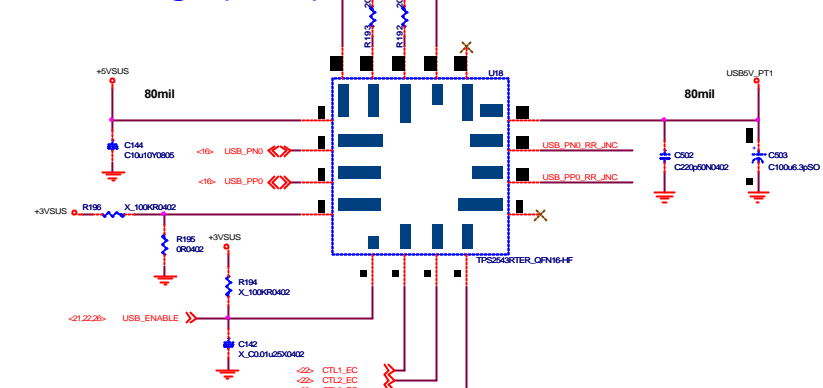 R193
R192
U18
+5VSUS
80mil
C144
C10u10Y0805
<16> USB_PN0
<16> USB_PP0
USB5V_PT1
80mil
USB_PN0_RR_JNC
USB_PP0_RR_JNC
C502
C220p50N0402
C503
C100u6.3pSO
+3VSUS
R196
X_100KR0402
R195
0R0402
+3VSUS
R194
X_100KR0402
TPS2543RTER_QFN16-HF
<21,22,26> USB_ENABLE
C142
X_C0.01u25X0402
<22> CTL1_EC
<22> CTL2_EC